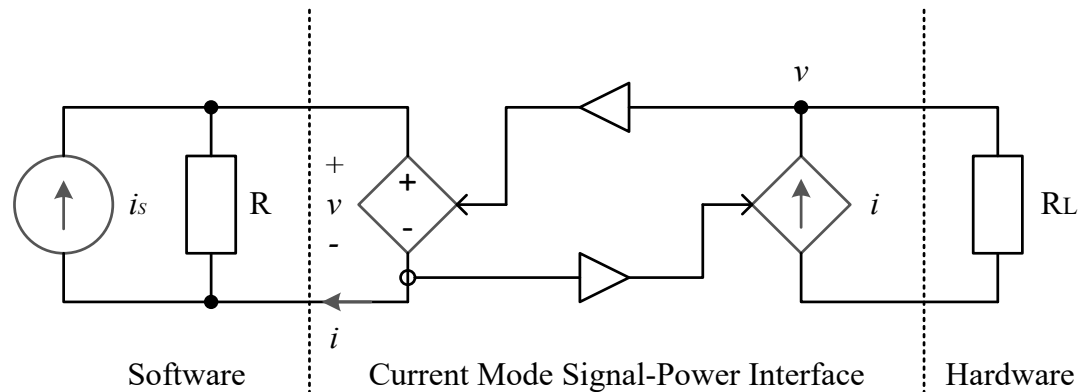 v
+
iS
R
v
+
-
-
i
RL
i
Software
Current Mode Signal-Power Interface
Hardware